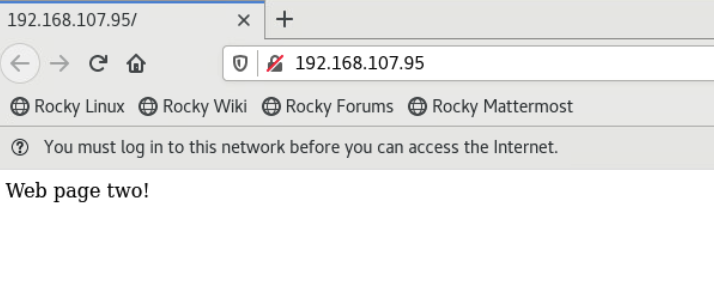 192.168.107.95/
192.168.107.95
Rocky Linux Rocky Wiki Rocky Forums Rocky Mattermost
You must log in to this network before you can access the Internet.
Web page two!